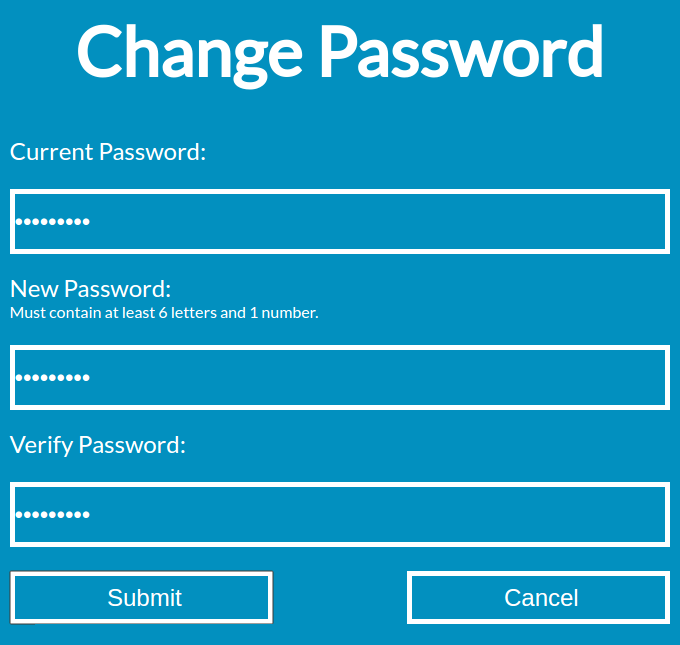 Change Password
Current Password:
•••••••••
New Password:
Must contain at least 6 letters and 1 number.
•••••••••
Verify Password:
•••••••••
Submit Cancel